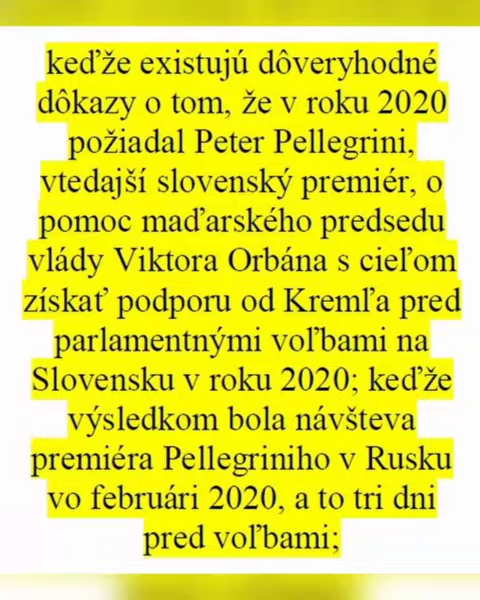 keďže existujú dôveryhodné
dôkazy o tom, že v roku 2020
požiadal Peter Pellegrini,
vtedajší slovenský premiér, o
pomoc maďarského predsedu
vlády Viktora Orbána s cieľom
získať podporu od Kremľa pred
parlamentnými voľbami na
Slovensku v roku 2020; keďže
výsledkom bola návšteva
premiéra Pellegriniho v Rusku
vo februári 2020, a to tri dni
pred voľbami;